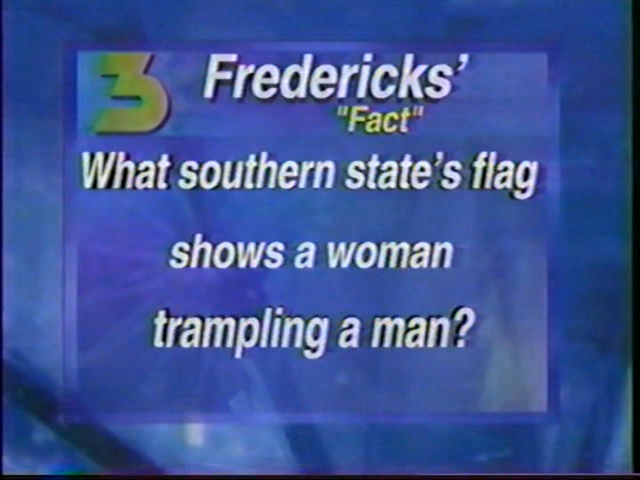 3
Fredericks'
"Fact"
What southern state's flag
shows a woman
trampling a man?